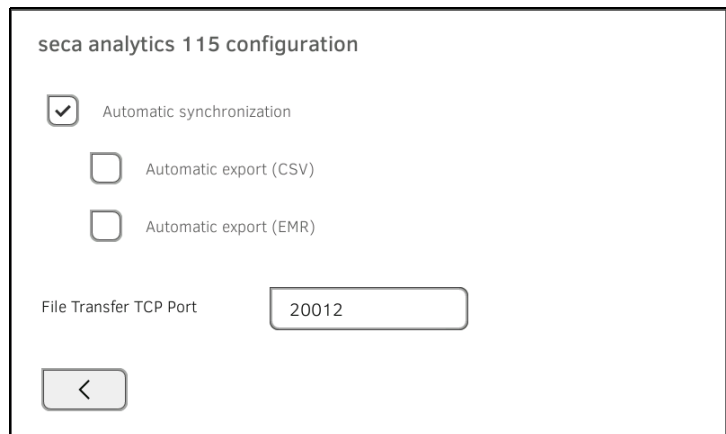 seca analytics 115 configuration
Automatic synchronization
Automatic export (CSV)
Automatic export (EMR)
File Transfer TCP Port 20012